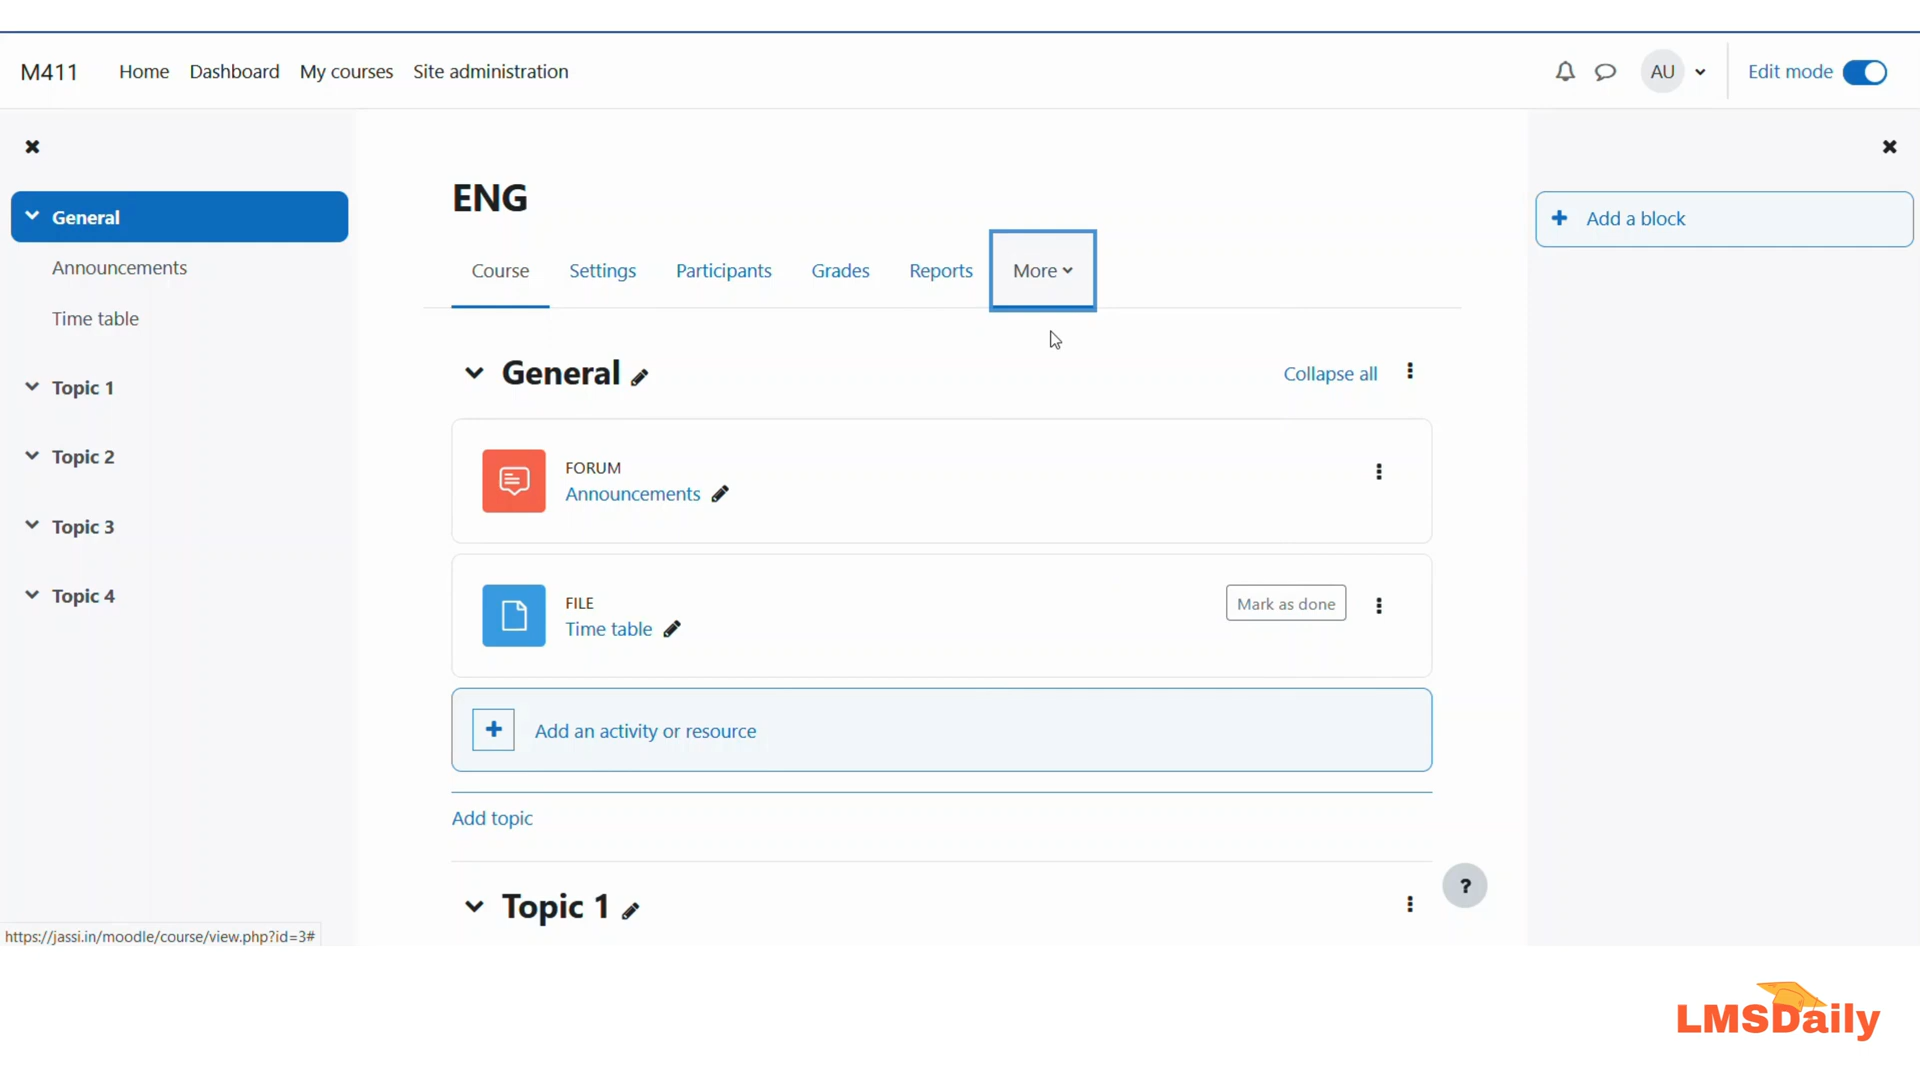 M411 Home Dashboard My courses Site administration AU Edit mode
General
Announcements
Time table
Topic 1
Topic 2
Topic 3
Topic 4
ENG
Course Settings Participants Grades Reports More
General Collapse all
FORUM
Announcements
FILE
Time table
Mark as done
+ Add an activity or resource
Add topic
Topic 1
+ Add a block
?
https://jassi.in/moodle/course/view.php?id=3#
LMSDaily